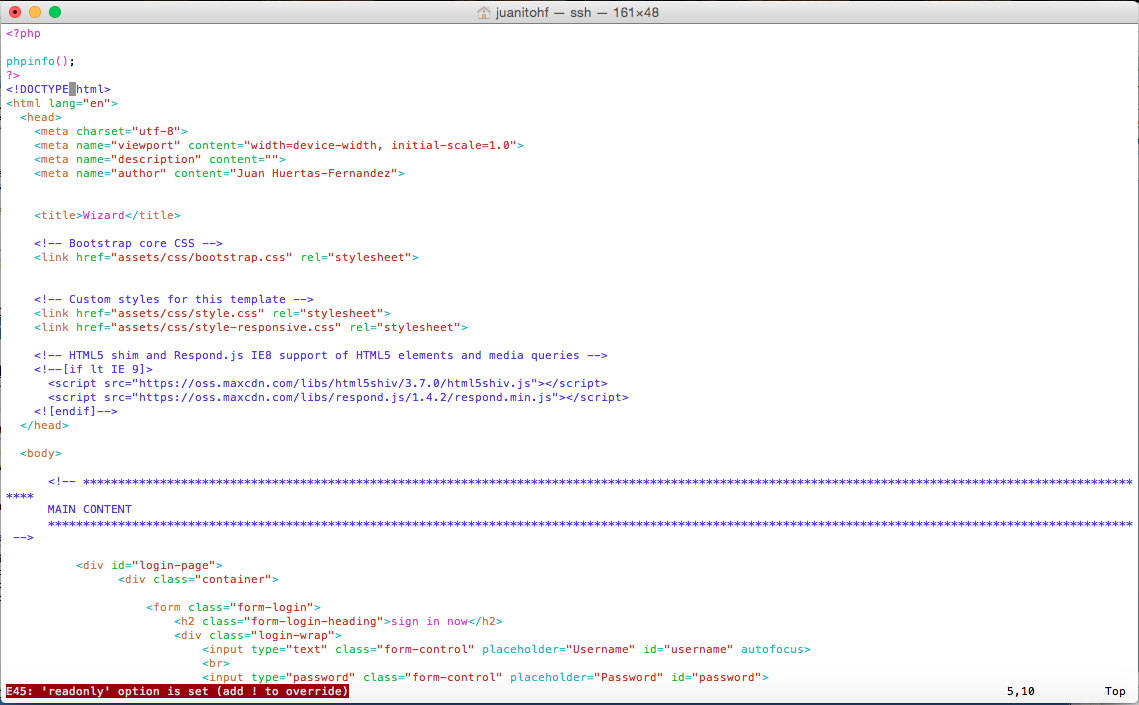 juanitohf — ssh — 161×48
<?php

phpinfo();
?>
<!DOCTYPE html>
<html lang="en">
  <head>
    <meta charset="utf-8">
    <meta name="viewport" content="width=device-width, initial-scale=1.0">
    <meta name="description" content="">
    <meta name="author" content="Juan Huertas-Fernandez">


    <title>Wizard</title>

    <!-- Bootstrap core CSS -->
    <link href="assets/css/bootstrap.css" rel="stylesheet">


    <!-- Custom styles for this template -->
    <link href="assets/css/style.css" rel="stylesheet">
    <link href="assets/css/style-responsive.css" rel="stylesheet">

    <!-- HTML5 shim and Respond.js IE8 support of HTML5 elements and media queries -->
    <!--[if lt IE 9]>
      <script src="https://oss.maxcdn.com/libs/html5shiv/3.7.0/html5shiv.js"></script>
      <script src="https://oss.maxcdn.com/libs/respond.js/1.4.2/respond.min.js"></script>
    <![endif]-->
  </head>

  <body>

      <!-- ******************************************************************************************************************************************************
****
      MAIN CONTENT
      ***********************************************************************************************************************************************************
 -->

          <div id="login-page">
                <div class="container">

                    <form class="form-login">
                        <h2 class="form-login-heading">sign in now</h2>
                        <div class="login-wrap">
                            <input type="text" class="form-control" placeholder="Username" id="username" autofocus>
                            <br>
                            <input type="password" class="form-control" placeholder="Password" id="password">
E45: 'readonly' option is set (add ! to override) 5,10 Top